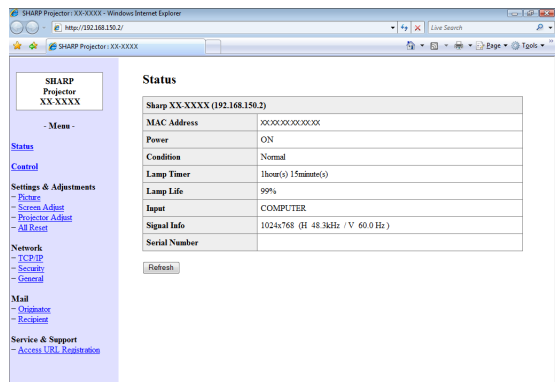 SHARP Projector : XX-XXXX - Windows Internet Explorer
http://192.168.150.2/
Live Search
SHARP Projector : XX-XXXX
Page
Tools
SHARP
Projector
XX-XXXX
- Menu -
Status
Control
Settings & Adjustments
- Picture
- Screen Adjust
- Projector Adjust
- All Reset
Network
- TCP/IP
- Security
- General
Mail
- Originator
- Recipient
Service & Support
- Access URL Registration
Status
Sharp XX-XXXX (192.168.150.2)
MAC Address XX:XX:XX:XX:XX:XX
Power ON
Condition Normal
Lamp Timer 1hour(s) 15minute(s)
Lamp Life 99%
Input COMPUTER
Signal Info 1024x768 (H 48.3kHz / V 60.0 Hz )
Serial Number
Refresh